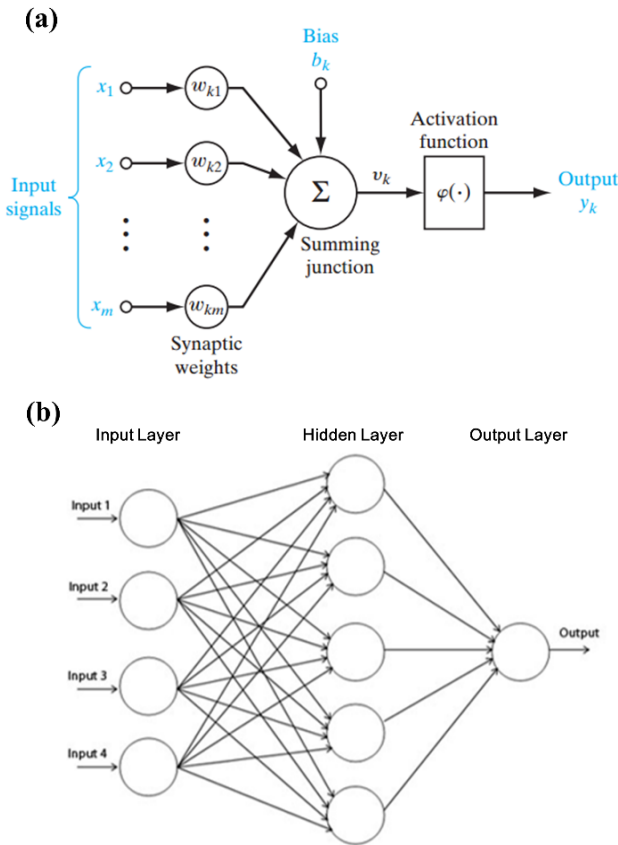 (a)
Bias
b_k
x_1
w_k1
Activation
function
x_2
w_k2
Input
signals
Σ
v_k
φ(·)
Output
y_k
Summing
junction
x_m
w_km
Synaptic
weights
(b)
Input Layer
Hidden Layer
Output Layer
Input 1
Input 2
Output
Input 3
Input 4